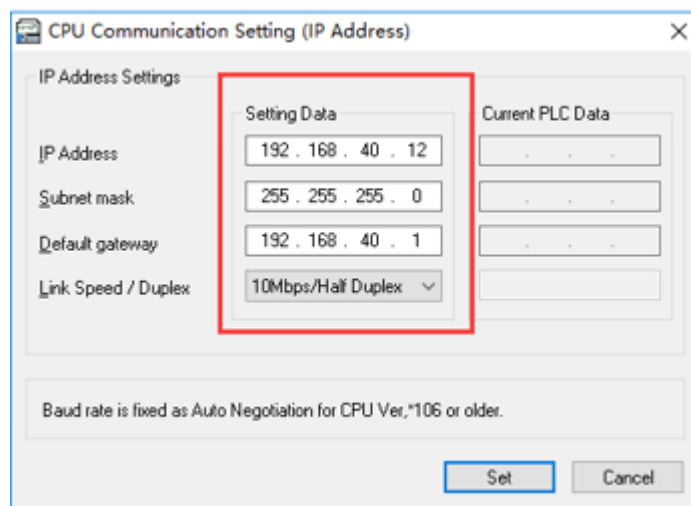 CPU Communication Setting (IP Address)
IP Address Settings
Setting Data
Current PLC Data
IP Address
192 . 168 . 40 . 12
. . .
Subnet mask
255 . 255 . 255 . 0
. . .
Default gateway
192 . 168 . 40 . 1
. . .
Link Speed / Duplex
10Mbps/Half Duplex
Baud rate is fixed as Auto Negotiation for CPU Ver,*106 or older.
Set
Cancel